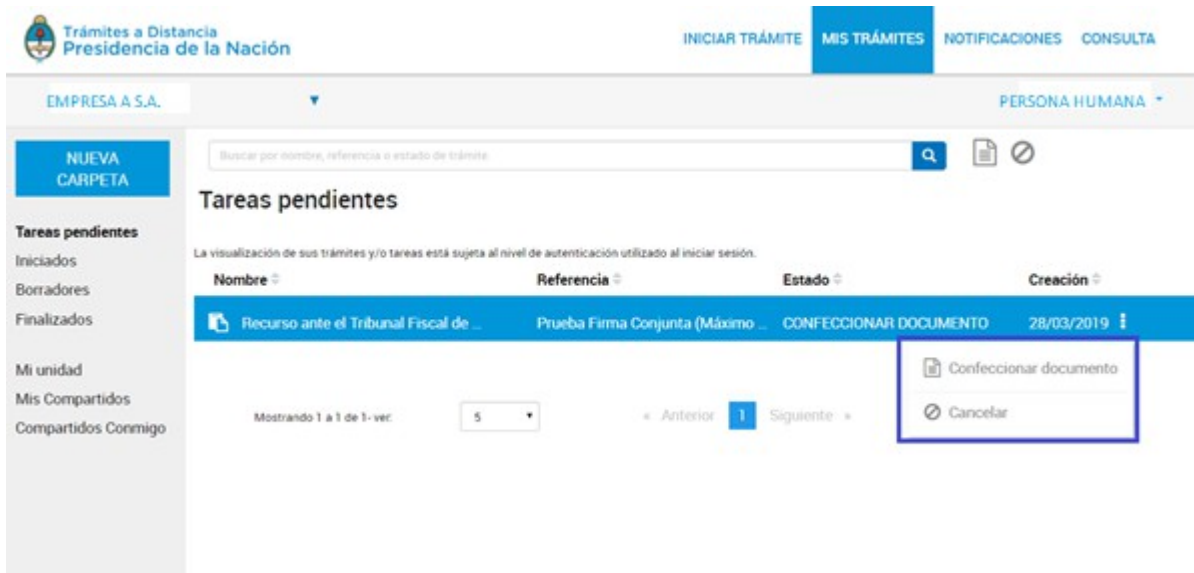 Trámites a Distancia
Presidencia de la Nación
INICIAR TRÁMITE MIS TRÁMITES NOTIFICACIONES CONSULTA
EMPRESA A S.A. PERSONA HUMANA
NUEVA
CARPETA
Buscar por nombre, referencia o estado de trámite
Tareas pendientes
Tareas pendientes
Iniciados
Borradores
Finalizados
Mi unidad
Mis Compartidos
Compartidos Conmigo
La visualización de sus trámites y/o tareas está sujeta al nivel de autenticación utilizado al iniciar sesión.
Nombre Referencia Estado Creación
Recurso ante el Tribunal Fiscal de ... Prueba Firma Conjunta (Máximo ... CONFECCIONAR DOCUMENTO 28/03/2019
Confeccionar documento
Cancelar
Mostrando 1 a 1 de 1- ver: 5 « Anterior 1 Siguiente »